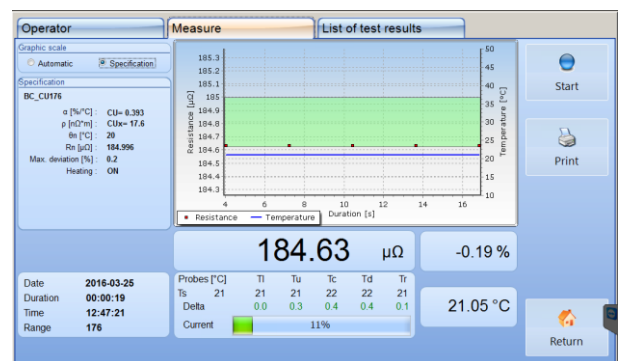 Operator
Measure
List of test results
Graphic scale
Automatic
Specification
Specification
BC_CU176
α [%/°C] : CU= 0.393
ρ [nΩ*m] : CUx= 17.6
θn [°C] : 20
Rn [µΩ] : 184.996
Max. deviation [%] : 0.2
Heating : ON
Resistance [µΩ]
185.3
185.2
185.1
185
184.9
184.8
184.7
184.6
184.5
184.4
184.3
50
45
40
35
30
25
20
15
10
Temperature [°C]
4 6 8 10 12 14 16
Resistance Temperature
Duration [s]
Start
Print
184.63 µΩ
-0.19 %
Date 2016-03-25
Duration 00:00:19
Time 12:47:21
Range 176
Probes [°C] Tl Tu Tc Td Tr
Ts 21 21 21 22 22 21
Delta 0.0 0.3 0.4 0.4 0.1
Current 11%
21.05 °C
Return